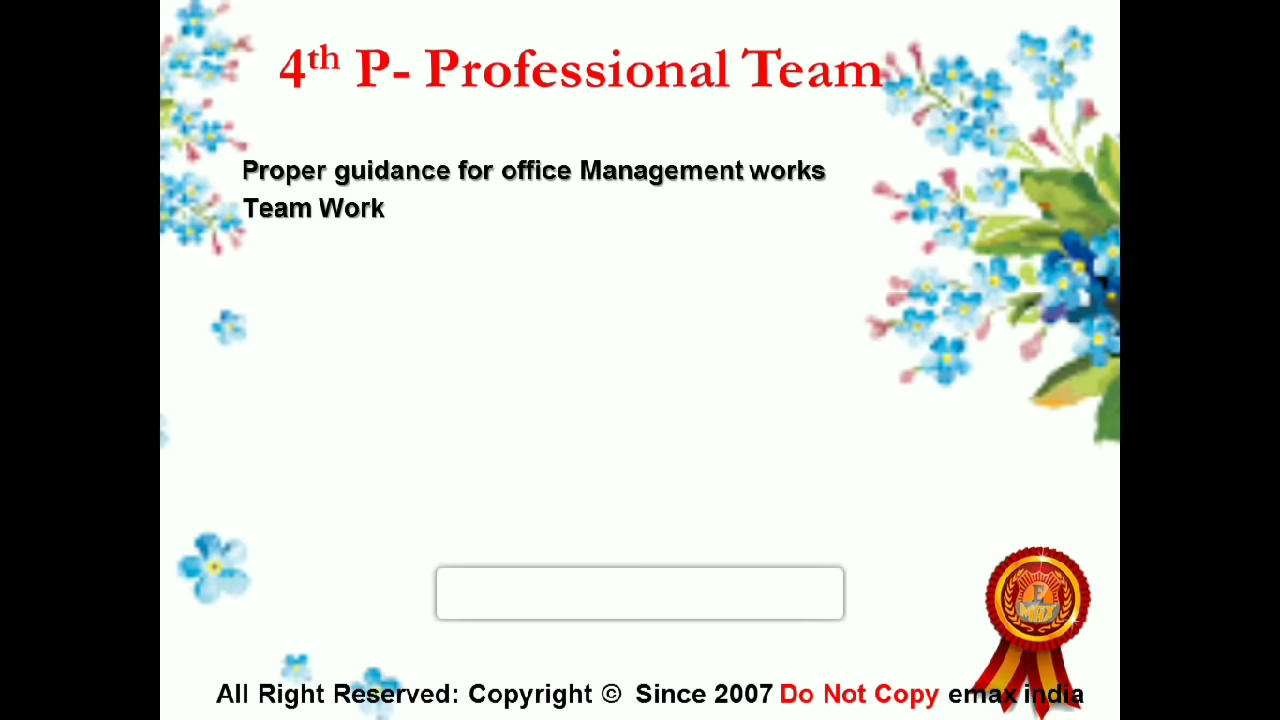 4th P- Professional Team
Proper guidance for office Management works
Team Work
E
MAX
All Right Reserved: Copyright © Since 2007 Do Not Copy emax india